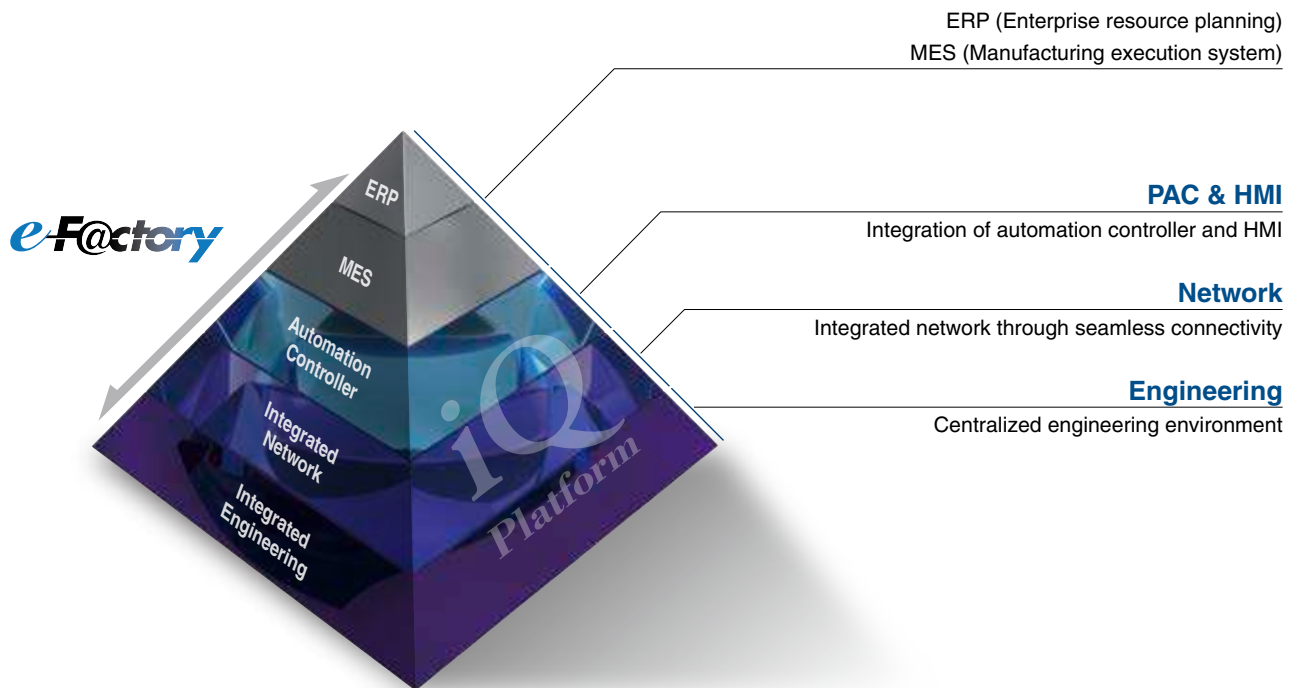 ERP (Enterprise resource planning)
MES (Manufacturing execution system)
PAC & HMI
Integration of automation controller and HMI
Network
Integrated network through seamless connectivity
Engineering
Centralized engineering environment
e-F@ctory
ERP
MES
Automation
Controller
Integrated
Network
Integrated
Engineering
iQ
Platform